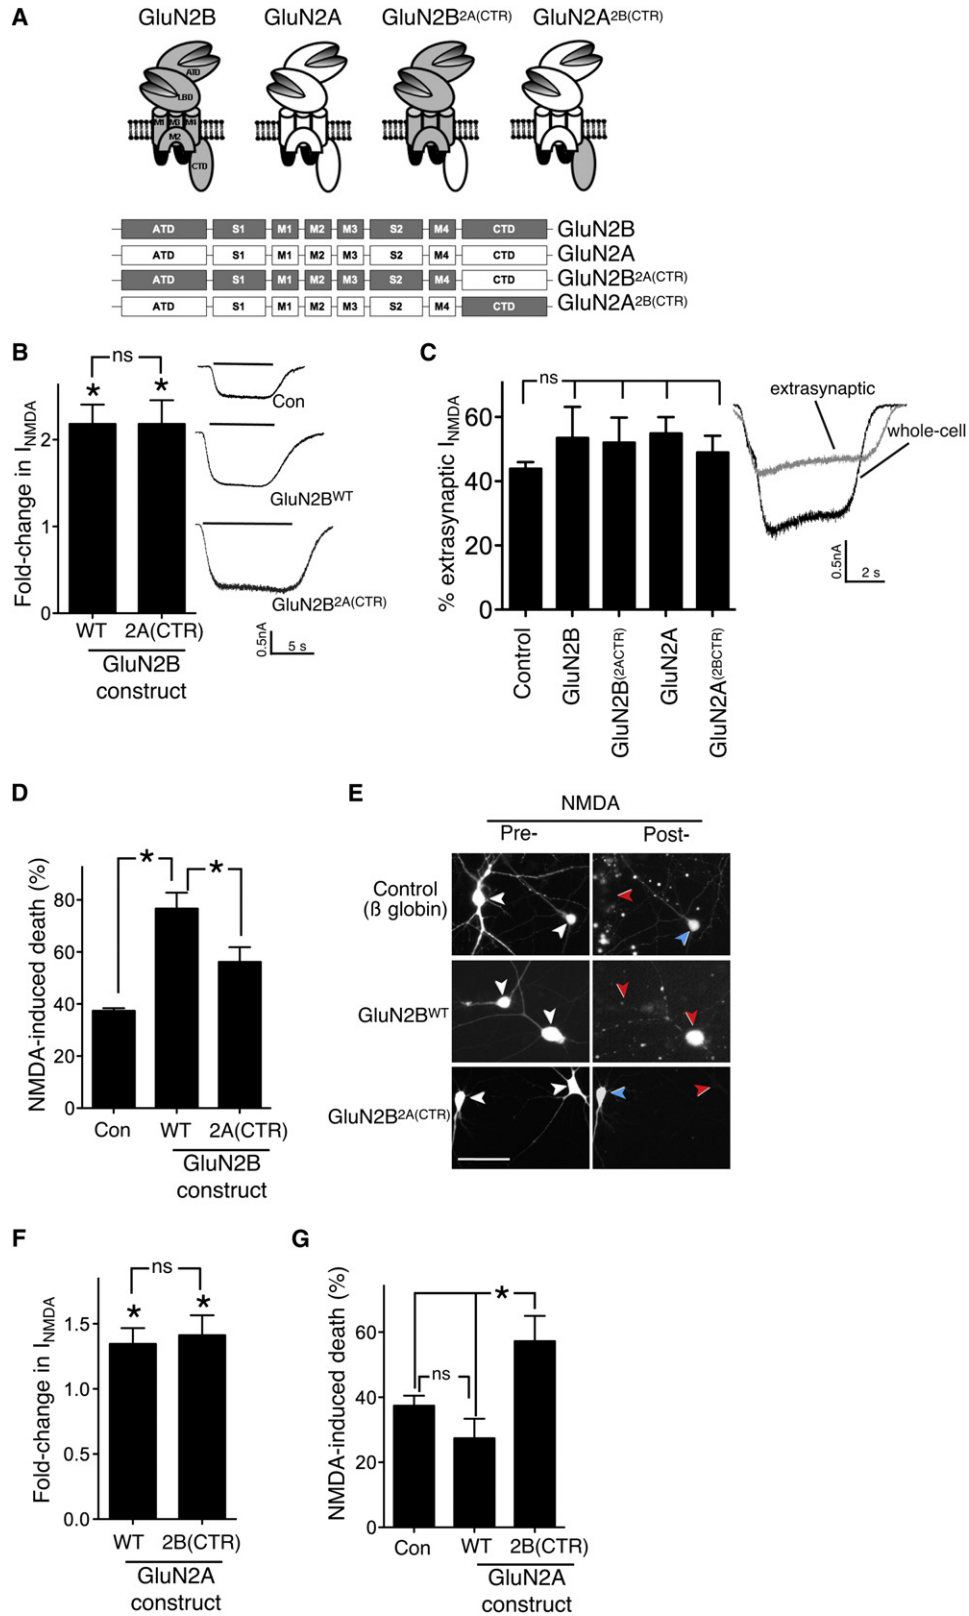 A
GluN2B GluN2A GluN2B2A(CTR) GluN2A2B(CTR)
ATD
LBD
M1 M3 M4
M2
CTD
ATD S1 M1 M2 M3 S2 M4 CTD GluN2B
ATD S1 M1 M2 M3 S2 M4 CTD GluN2A
ATD S1 M1 M2 M3 S2 M4 CTD GluN2B2A(CTR)
ATD S1 M1 M2 M3 S2 M4 CTD GluN2A2B(CTR)
B
Fold-change in INMDA
2
1
0
ns
* *
WT 2A(CTR)
GluN2B
construct
Con
GluN2BWT
GluN2B2A(CTR)
0.5nA
5 s
C
% extrasynaptic INMDA
60
40
20
0
ns
Control
GluN2B
GluN2B(2ACTR)
GluN2A
GluN2A(2BCTR)
extrasynaptic
whole-cell
0.5nA
2 s
D
NMDA-induced death (%)
80
60
40
20
0
* *
Con WT 2A(CTR)
GluN2B
construct
E
NMDA
Pre- Post-
Control
(ß globin)
GluN2BWT
GluN2B2A(CTR)
F
Fold-change in INMDA
1.5
1.0
0.5
0.0
ns
* *
WT 2B(CTR)
GluN2A
construct
G
NMDA-induced death (%)
60
40
20
0
*
ns
Con WT 2B(CTR)
GluN2A
construct